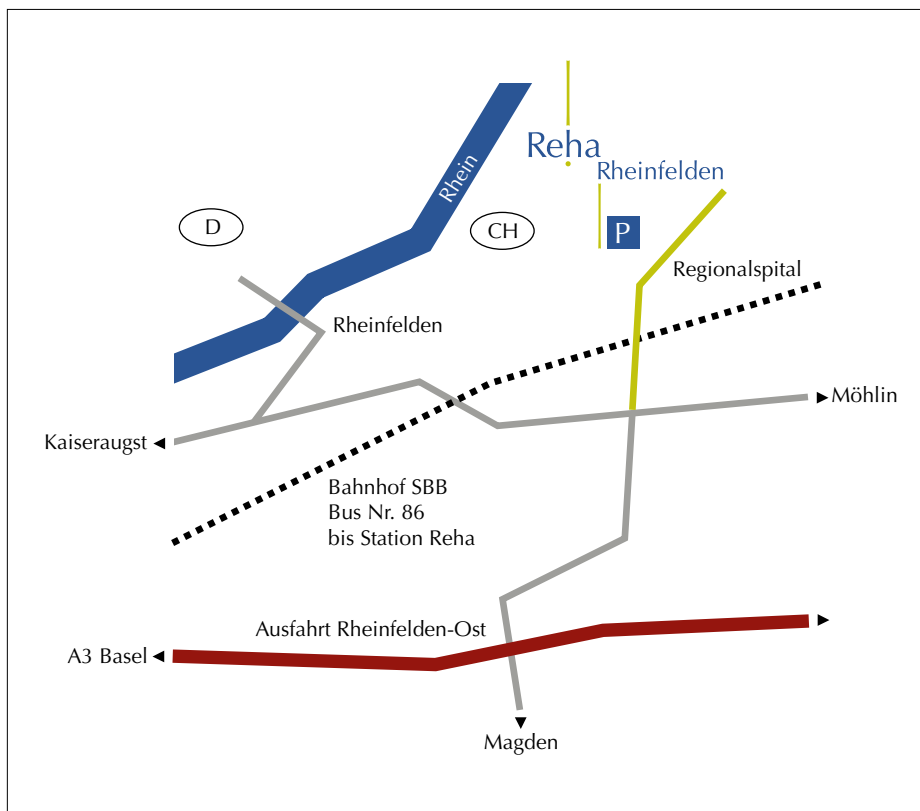 Reha
Rheinfelden
Rhein
D
CH
P
Regionalspital
Rheinfelden
Möhlin
Kaiseraugst
Bahnhof SBB
Bus Nr. 86
bis Station Reha
Ausfahrt Rheinfelden-Ost
A3 Basel
Magden